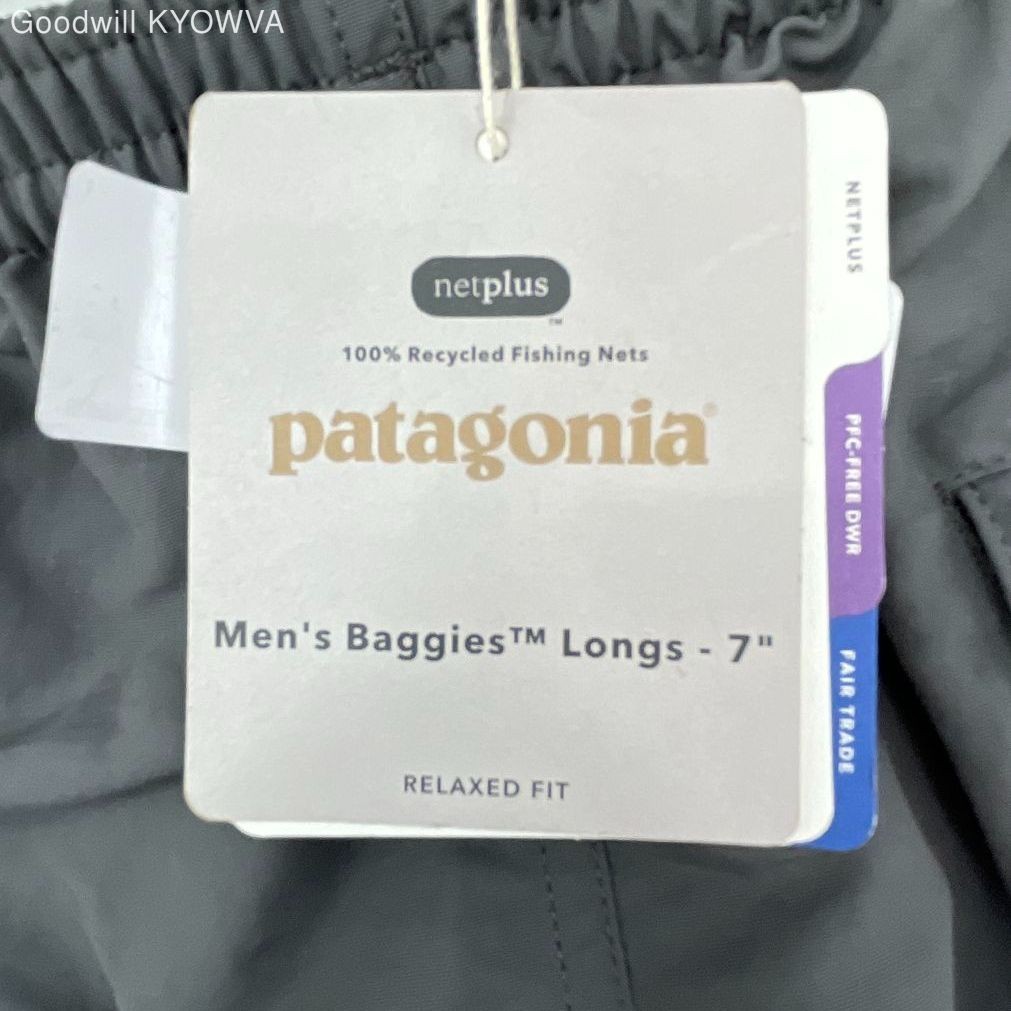 Goodwill KYOWVA
netplus
™
100% Recycled Fishing Nets
patagonia®
Men's Baggies™ Longs - 7"
RELAXED FIT
NETPLUS
PFC-FREE DWR
FAIR TRADE